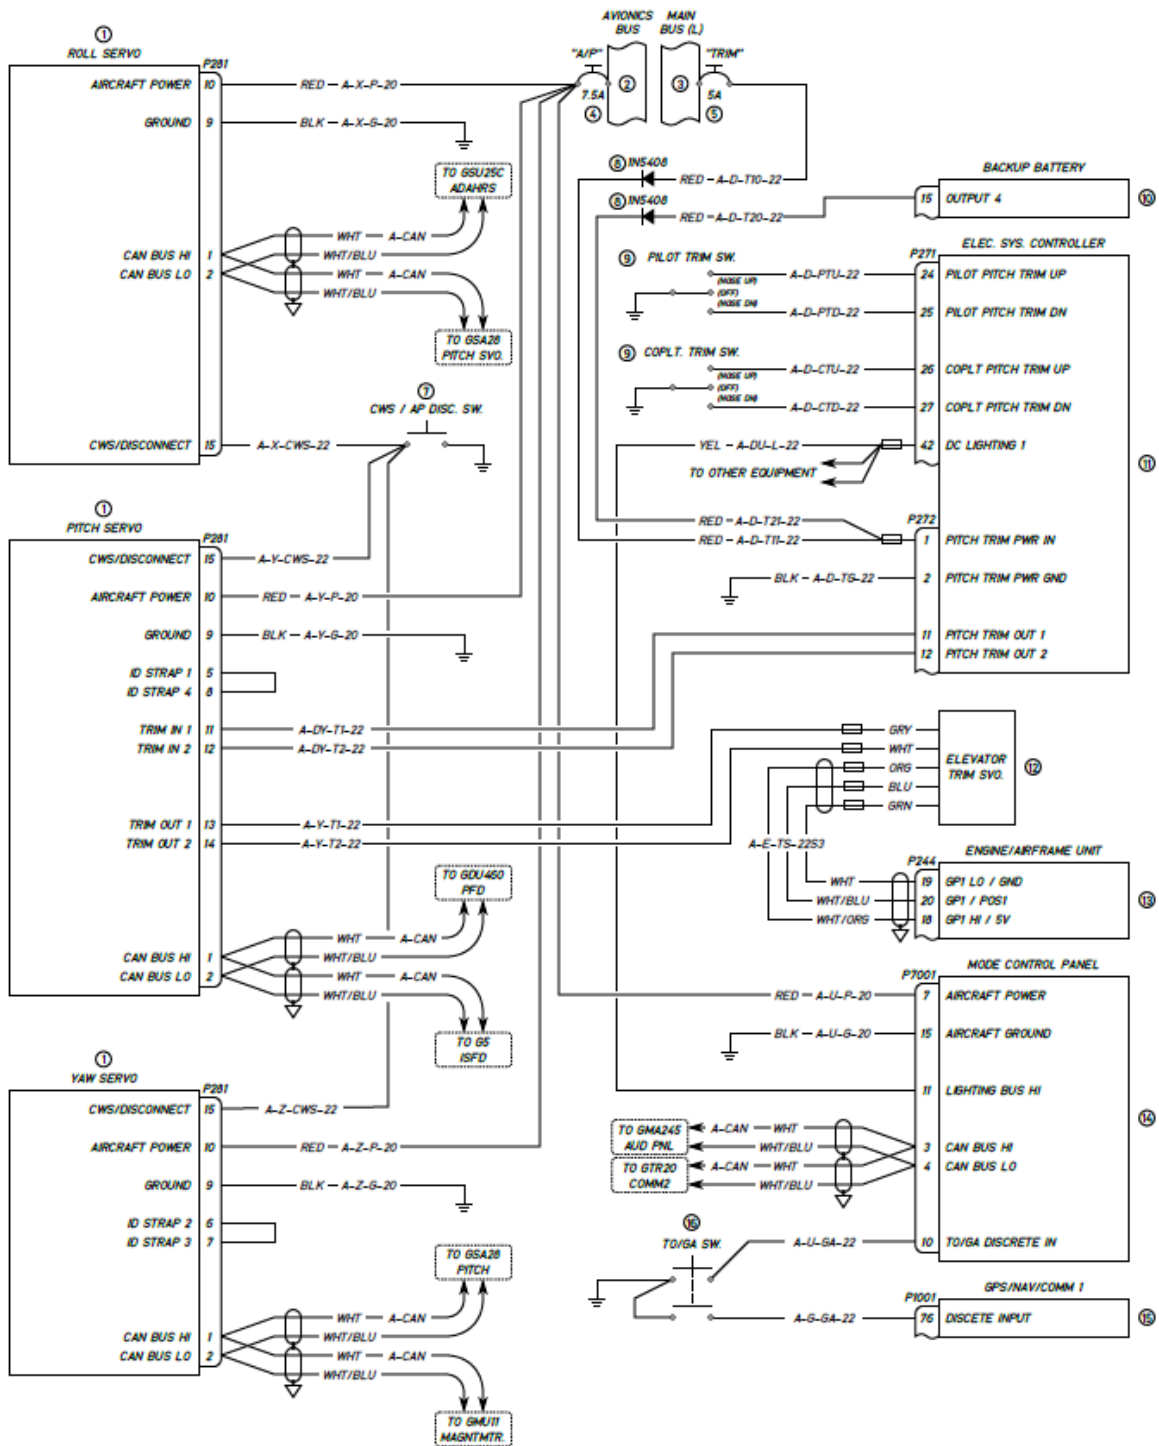 AVIONICS BUS
MAIN BUS (L)
"A/P"
"TRIM"
7.5A
5A
2
3
4
5
1
ROLL SERVO
P281
AIRCRAFT POWER 10 RED - A-X-P-20
GROUND 9 BLK - A-X-G-20
TO GSU25C
ADAHRS
WHT A-CAN
CAN BUS HI 1 WHT/BLU
CAN BUS LO 2 WHT A-CAN
WHT/BLU
TO GSA28
PITCH SVO.
7
CWS / AP DISC. SW.
CWS/DISCONNECT 15 A-X-CWS-22
1
PITCH SERVO
P281
CWS/DISCONNECT 15 A-Y-CWS-22
AIRCRAFT POWER 10 RED - A-Y-P-20
GROUND 9 BLK - A-Y-G-20
ID STRAP 1 5
ID STRAP 4 8
TRIM IN 1 11 A-DY-T1-22
TRIM IN 2 12 A-DY-T2-22
TRIM OUT 1 13 A-Y-T1-22
TRIM OUT 2 14 A-Y-T2-22
TO GDU460
PFD
WHT A-CAN
CAN BUS HI 1 WHT/BLU
CAN BUS LO 2 WHT A-CAN
WHT/BLU
TO G5
ISFD
1
YAW SERVO
P281
CWS/DISCONNECT 15 A-Z-CWS-22
AIRCRAFT POWER 10 RED - A-Z-P-20
GROUND 9 BLK - A-Z-G-20
ID STRAP 2 6
ID STRAP 3 7
TO GSA28
PITCH
WHT A-CAN
CAN BUS HI 1 WHT/BLU
CAN BUS LO 2 WHT A-CAN
WHT/BLU
TO GMU11
MAGNTMTR.
8 1N5408
RED - A-D-T10-22
8 1N5408
RED - A-D-T20-22
BACKUP BATTERY
15 OUTPUT 4
10
ELEC. SYS. CONTROLLER
P271
9 PILOT TRIM SW.
(NOSE UP)
(OFF)
(NOSE DN)
A-D-PTU-22 24 PILOT PITCH TRIM UP
A-D-PTD-22 25 PILOT PITCH TRIM DN
9 COPLT. TRIM SW.
(NOSE UP)
(OFF)
(NOSE DN)
A-D-CTU-22 26 COPLT PITCH TRIM UP
A-D-CTD-22 27 COPLT PITCH TRIM DN
YEL - A-DU-L-22 42 DC LIGHTING 1
TO OTHER EQUIPMENT
11
P272
RED - A-D-T21-22
RED - A-D-T11-22 1 PITCH TRIM PWR IN
BLK - A-D-TG-22 2 PITCH TRIM PWR GND
11 PITCH TRIM OUT 1
12 PITCH TRIM OUT 2
GRY
WHT
ORG
BLU
GRN
ELEVATOR
TRIM SVO.
12
A-E-TS-22S3
ENGINE/AIRFRAME UNIT
P244
WHT 19 GP1 LO / GND
WHT/BLU 20 GP1 / POS1
WHT/ORG 18 GP1 HI / 5V
13
MODE CONTROL PANEL
P7001
RED - A-U-P-20 7 AIRCRAFT POWER
BLK - A-U-G-20 15 AIRCRAFT GROUND
11 LIGHTING BUS HI
14
TO GMA245
AUD PNL
A-CAN WHT
WHT/BLU 3 CAN BUS HI
TO GTR20
COMM2
A-CAN WHT 4 CAN BUS LO
WHT/BLU
16
TO/GA SW.
A-U-GA-22 10 TO/GA DISCRETE IN
GPS/NAV/COMM 1
P1001
A-G-GA-22 76 DISCETE INPUT
15